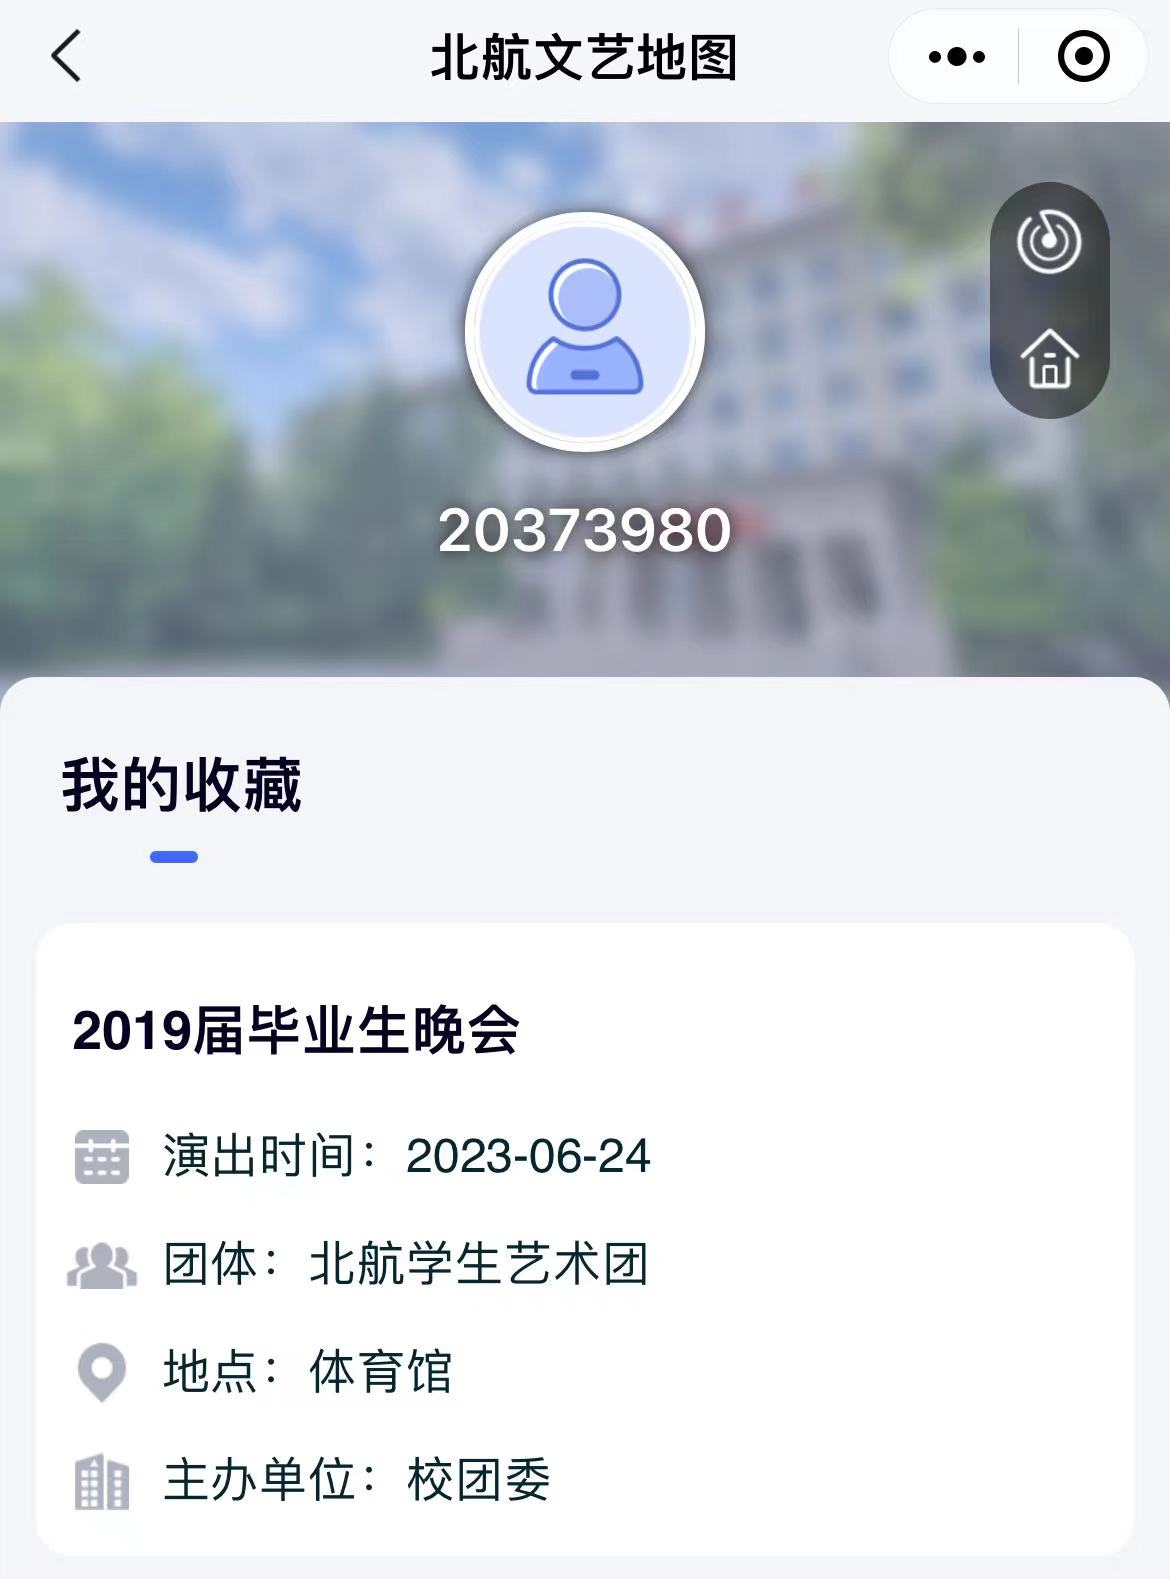 北航文艺地图
20373980
我的收藏
2019届毕业生晚会
演出时间：2023-06-24
团体：北航学生艺术团
地点：体育馆
主办单位：校团委